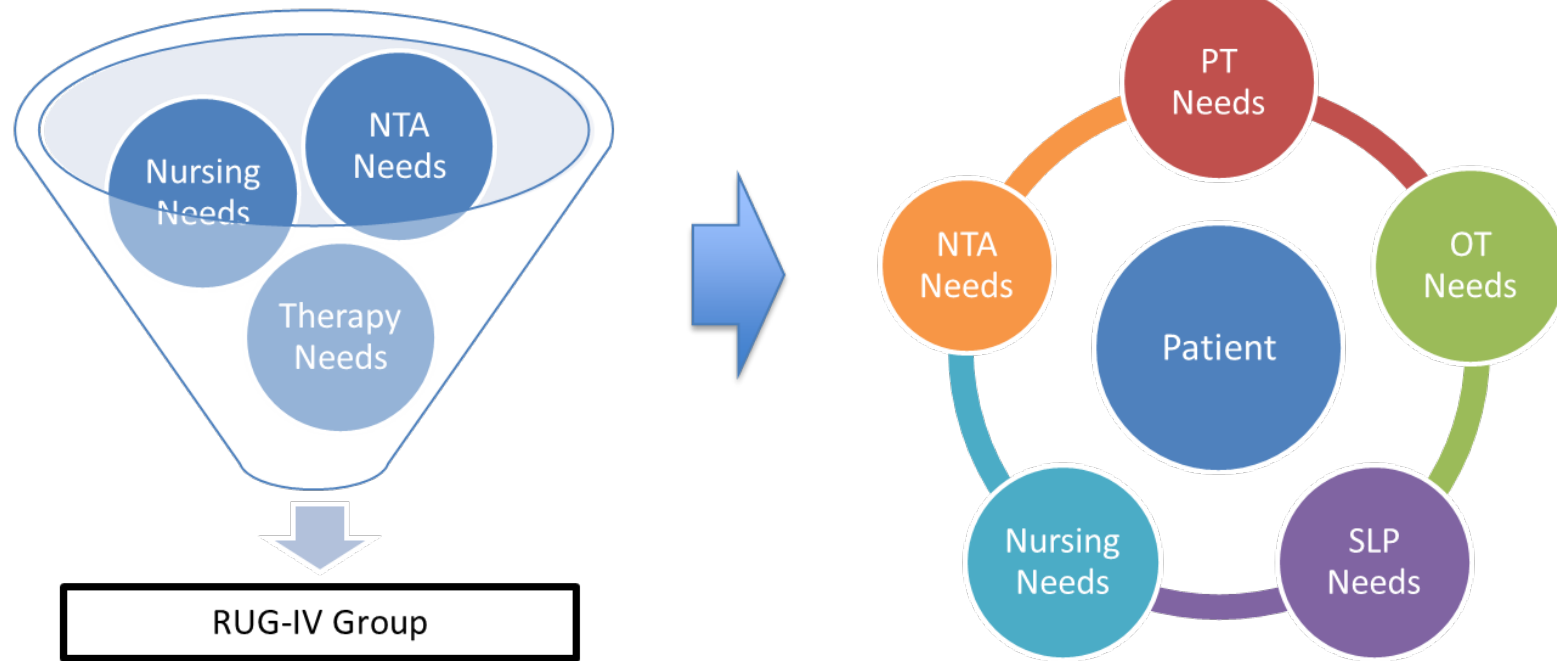 NTA
Needs
Nursing
Needs
Therapy
Needs
RUG-IV Group
PT
Needs
NTA
Needs
OT
Needs
Patient
Nursing
Needs
SLP
Needs